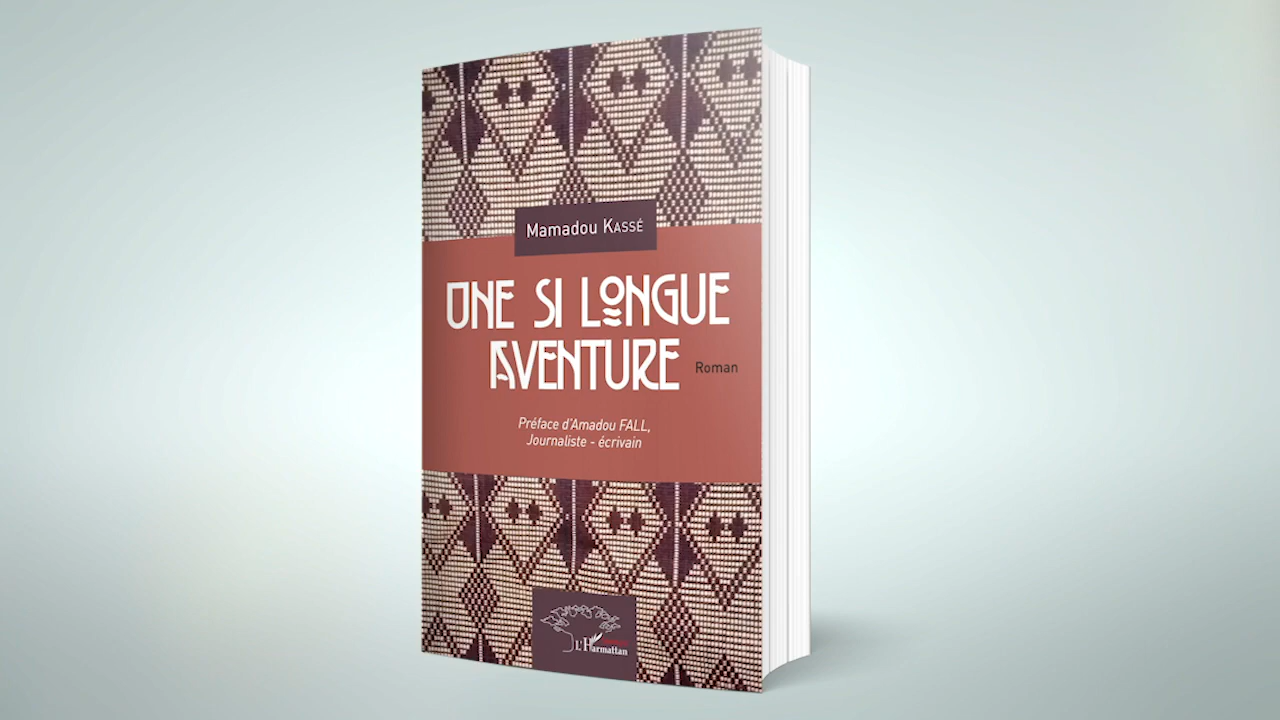 Mamadou KASSÉ
UNE SI LONGUE
AVENTURE
Roman
Préface d'Amadou FALL,
Journaliste - écrivain
L'Harmattan